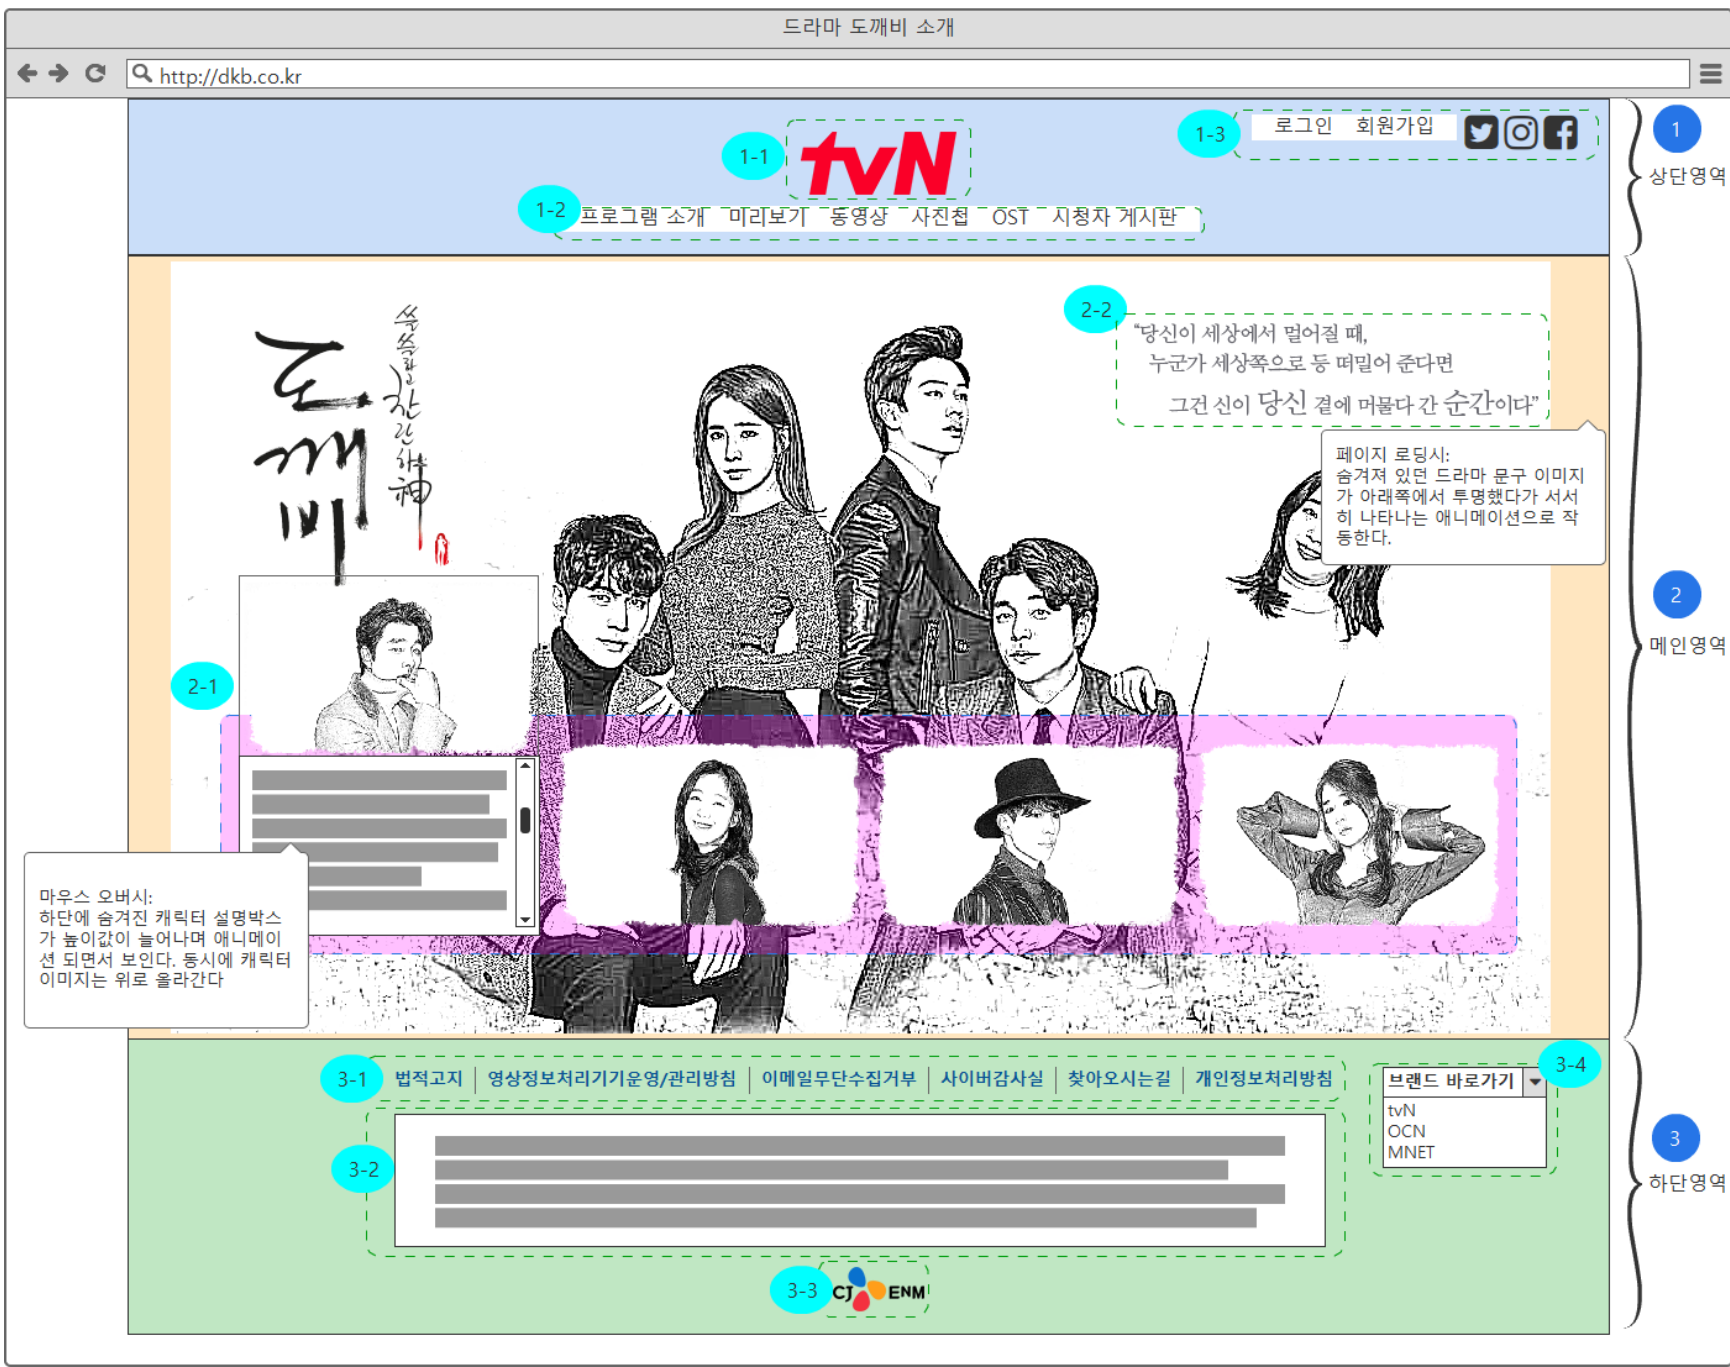 드라마 도깨비 소개
http://dkb.co.kr
1-1
tvN
1-3
로그인 회원가입
1
상단영역
1-2
프로그램 소개 미리보기 동영상 사진첩 OST 시청자 게시판
쓸쓸하고 찬란하神
도깨비
2-2
“당신이 세상에서 멀어질 때,
누군가 세상쪽으로 등 떠밀어 준다면
그건 신이 당신 곁에 머물다 간 순간이다”
페이지 로딩시:
숨겨져 있던 드라마 문구 이미지
가 아래쪽에서 투명했다가 서서
히 나타나는 애니메이션으로 작
동한다.
2
메인영역
2-1
마우스 오버시:
하단에 숨겨진 캐릭터 설명박스
가 높이값이 늘어나며 애니메이
션 되면서 보인다. 동시에 캐릭터
이미지는 위로 올라간다
3-1
법적고지 | 영상정보처리기기운영/관리방침 | 이메일무단수집거부 | 사이버감사실 | 찾아오시는길 | 개인정보처리방침
3-4
브랜드 바로가기
tvN
OCN
MNET
3-2
3
하단영역
3-3
CJ ENM